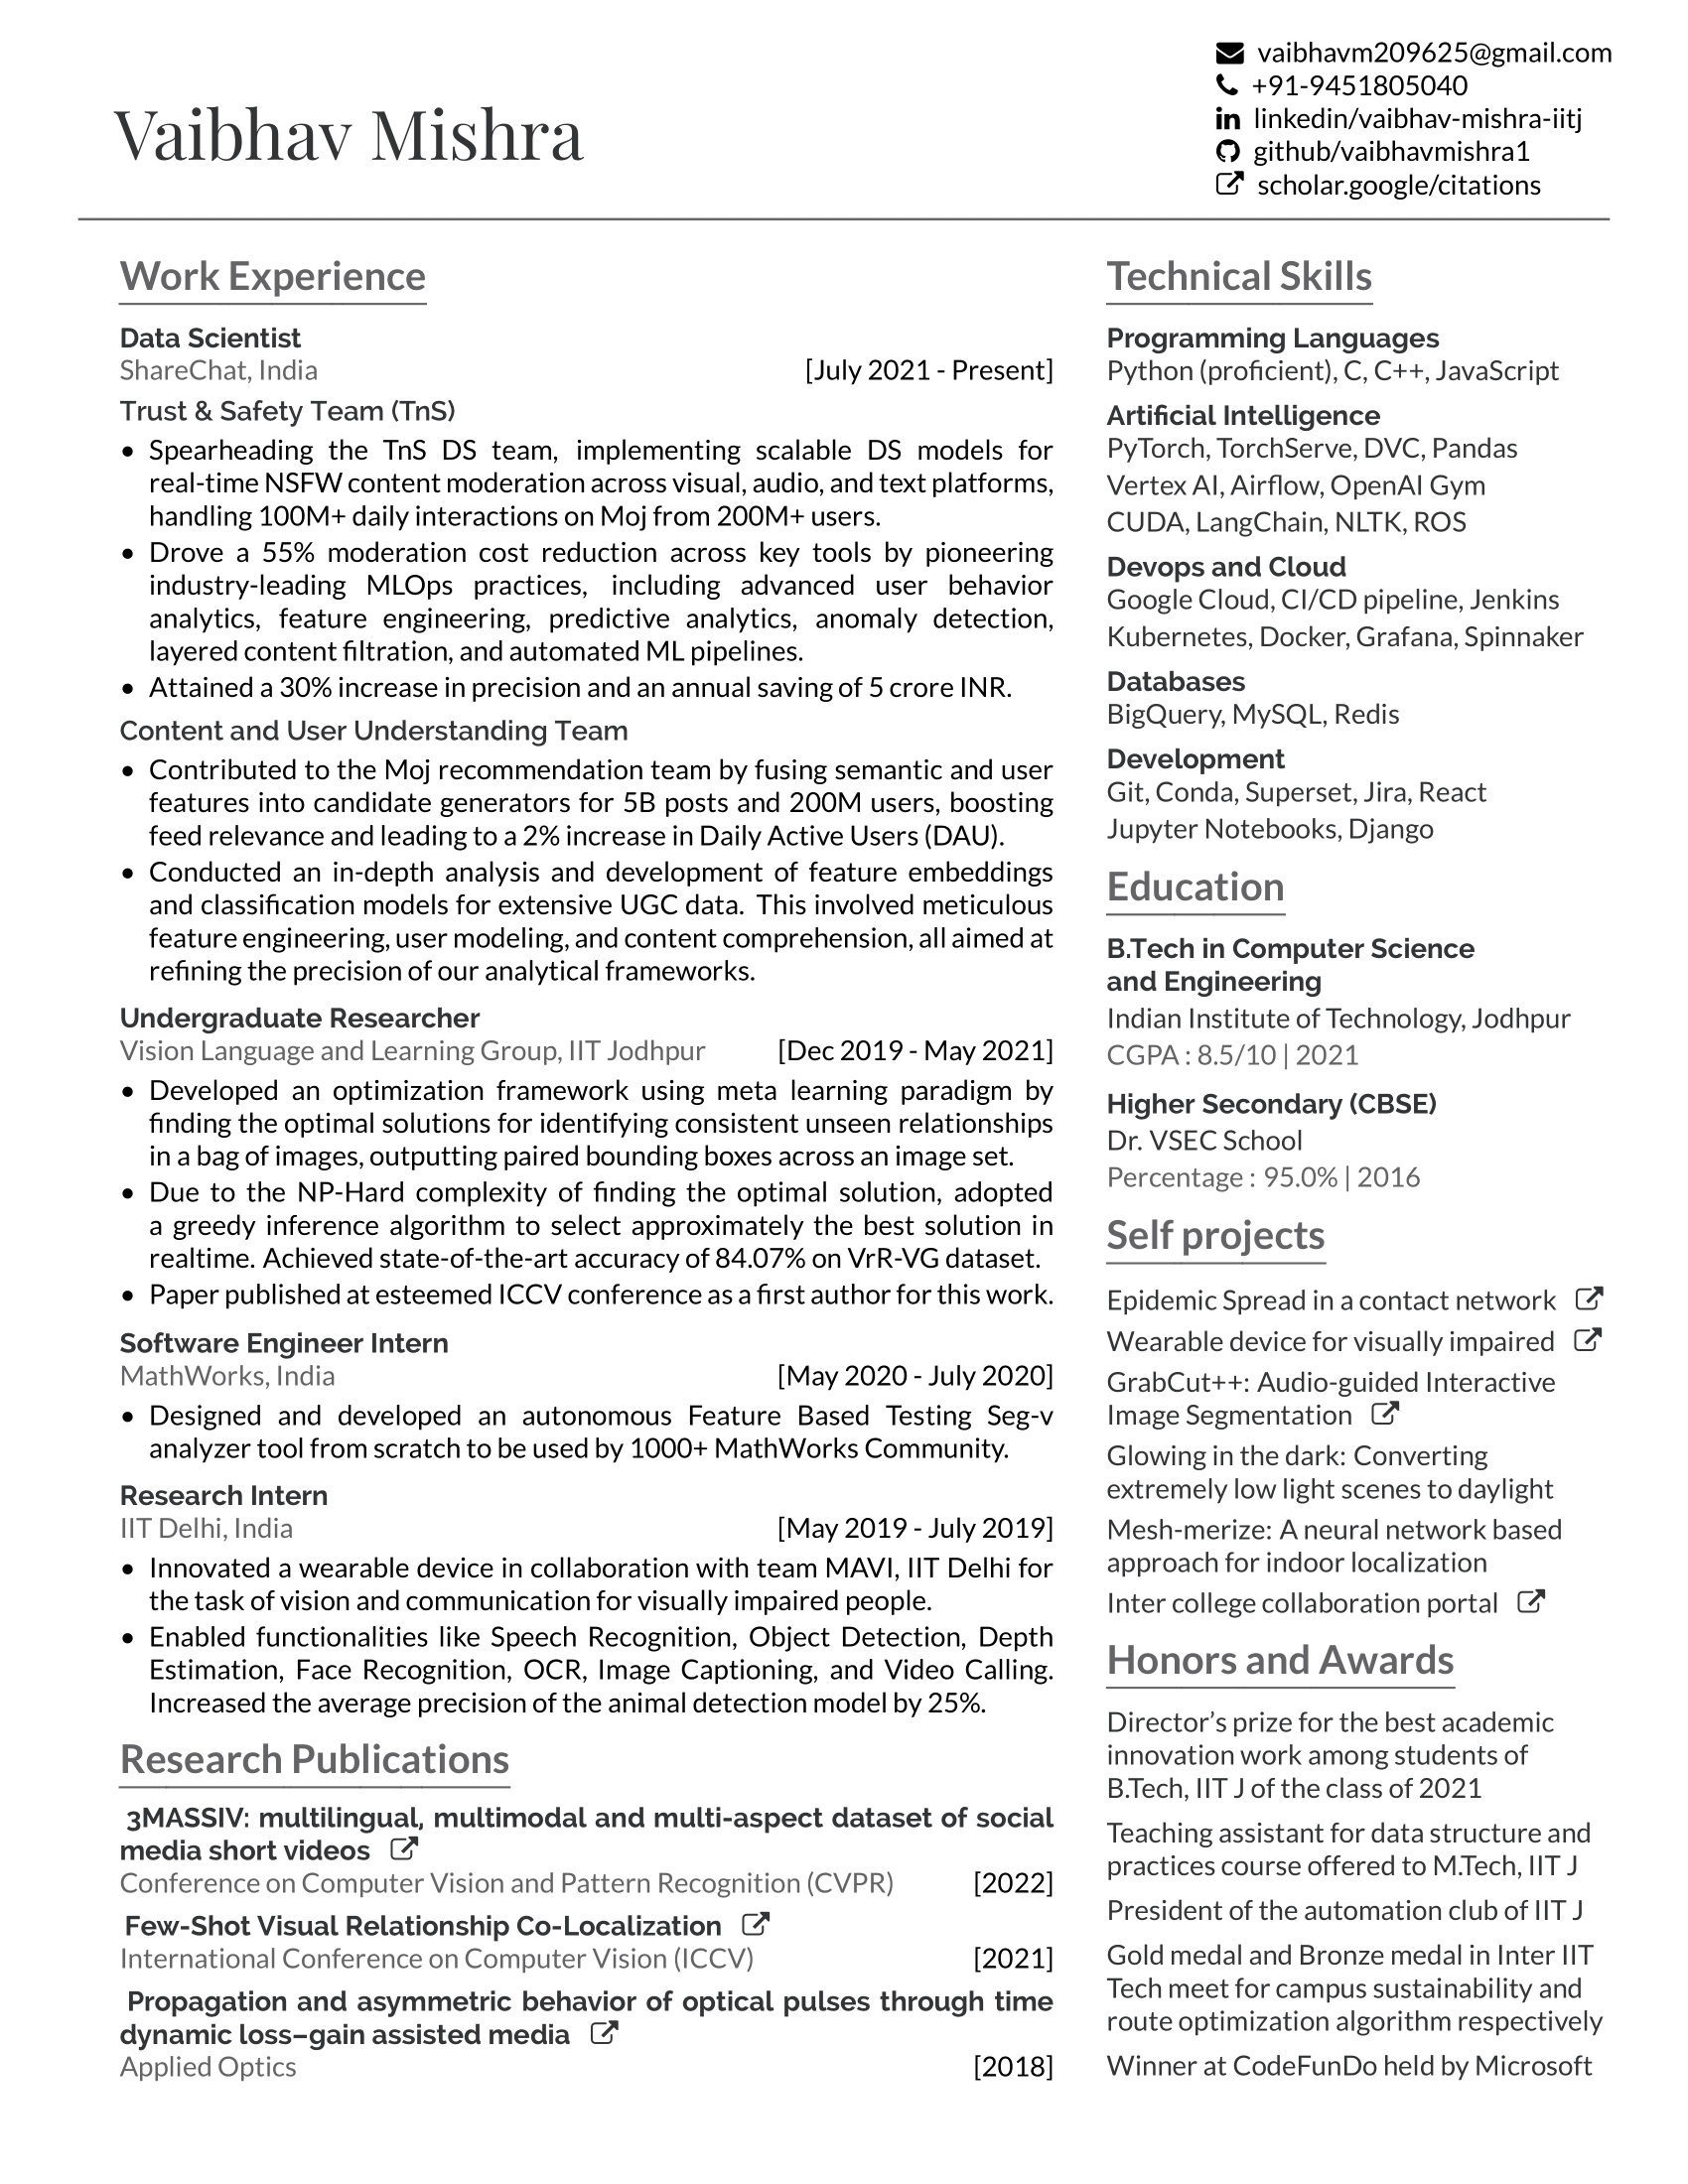 vaibhavm209625@gmail.com
+91-9451805040
linkedin/vaibhav-mishra-iitj
github/vaibhavmishra1
scholar.google/citations
Vaibhav Mishra
Work Experience
Data Scientist
ShareChat, India [July 2021 - Present]
Trust & Safety Team (TnS)
• Spearheading the TnS DS team, implementing scalable DS models for
real-time NSFW content moderation across visual, audio, and text platforms,
handling 100M+ daily interactions on Moj from 200M+ users.
• Drove a 55% moderation cost reduction across key tools by pioneering
industry-leading MLOps practices, including advanced user behavior
analytics, feature engineering, predictive analytics, anomaly detection,
layered content filtration, and automated ML pipelines.
• Attained a 30% increase in precision and an annual saving of 5 crore INR.
Content and User Understanding Team
• Contributed to the Moj recommendation team by fusing semantic and user
features into candidate generators for 5B posts and 200M users, boosting
feed relevance and leading to a 2% increase in Daily Active Users (DAU).
• Conducted an in-depth analysis and development of feature embeddings
and classification models for extensive UGC data. This involved meticulous
feature engineering, user modeling, and content comprehension, all aimed at
refining the precision of our analytical frameworks.
Undergraduate Researcher
Vision Language and Learning Group, IIT Jodhpur [Dec 2019 - May 2021]
• Developed an optimization framework using meta learning paradigm by
finding the optimal solutions for identifying consistent unseen relationships
in a bag of images, outputting paired bounding boxes across an image set.
• Due to the NP-Hard complexity of finding the optimal solution, adopted
a greedy inference algorithm to select approximately the best solution in
realtime. Achieved state-of-the-art accuracy of 84.07% on VrR-VG dataset.
• Paper published at esteemed ICCV conference as a first author for this work.
Software Engineer Intern
MathWorks, India [May 2020 - July 2020]
• Designed and developed an autonomous Feature Based Testing Seg-v
analyzer tool from scratch to be used by 1000+ MathWorks Community.
Research Intern
IIT Delhi, India [May 2019 - July 2019]
• Innovated a wearable device in collaboration with team MAVI, IIT Delhi for
the task of vision and communication for visually impaired people.
• Enabled functionalities like Speech Recognition, Object Detection, Depth
Estimation, Face Recognition, OCR, Image Captioning, and Video Calling.
Increased the average precision of the animal detection model by 25%.
Research Publications
3MASSIV: multilingual, multimodal and multi-aspect dataset of social
media short videos
Conference on Computer Vision and Pattern Recognition (CVPR) [2022]
Few-Shot Visual Relationship Co-Localization
International Conference on Computer Vision (ICCV) [2021]
Propagation and asymmetric behavior of optical pulses through time
dynamic loss–gain assisted media
Applied Optics [2018]
Technical Skills
Programming Languages
Python (proficient), C, C++, JavaScript
Artificial Intelligence
PyTorch, TorchServe, DVC, Pandas
Vertex AI, Airflow, OpenAI Gym
CUDA, LangChain, NLTK, ROS
Devops and Cloud
Google Cloud, CI/CD pipeline, Jenkins
Kubernetes, Docker, Grafana, Spinnaker
Databases
BigQuery, MySQL, Redis
Development
Git, Conda, Superset, Jira, React
Jupyter Notebooks, Django
Education
B.Tech in Computer Science
and Engineering
Indian Institute of Technology, Jodhpur
CGPA : 8.5/10 | 2021
Higher Secondary (CBSE)
Dr. VSEC School
Percentage : 95.0% | 2016
Self projects
Epidemic Spread in a contact network
Wearable device for visually impaired
GrabCut++: Audio-guided Interactive
Image Segmentation
Glowing in the dark: Converting
extremely low light scenes to daylight
Mesh-merize: A neural network based
approach for indoor localization
Inter college collaboration portal
Honors and Awards
Director's prize for the best academic
innovation work among students of
B.Tech, IIT J of the class of 2021
Teaching assistant for data structure and
practices course offered to M.Tech, IIT J
President of the automation club of IIT J
Gold medal and Bronze medal in Inter IIT
Tech meet for campus sustainability and
route optimization algorithm respectively
Winner at CodeFunDo held by Microsoft